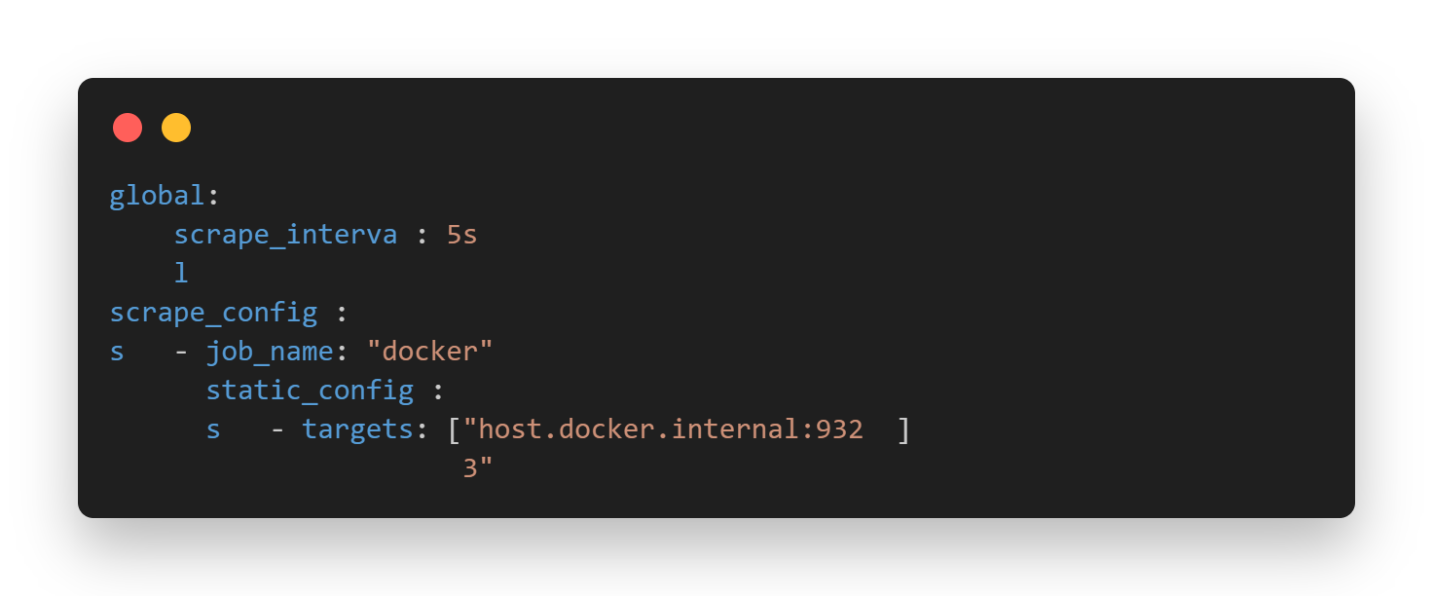 global:
    scrape_interva : 5s
    l
scrape_config :
s   - job_name: "docker"
      static_config :
      s   - targets: ["host.docker.internal:932  ]
                      3"